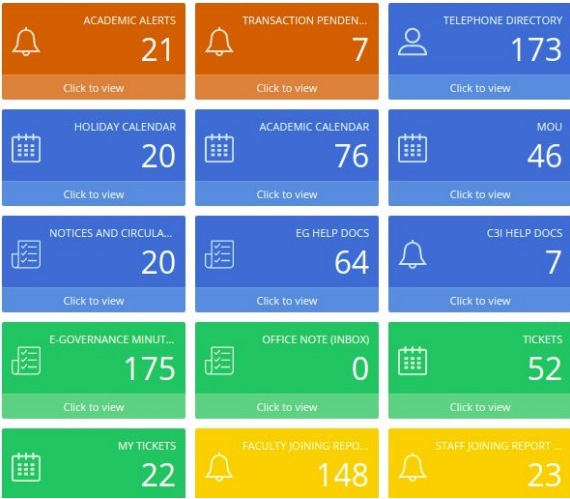 ACADEMIC ALERTS
21
Click to view
TRANSACTION PENDEN...
7
Click to view
TELEPHONE DIRECTORY
173
Click to view
HOLIDAY CALENDAR
20
Click to view
ACADEMIC CALENDAR
76
Click to view
MOU
46
Click to view
NOTICES AND CIRCULA...
20
Click to view
EG HELP DOCS
64
Click to view
C3I HELP DOCS
7
Click to view
E-GOVERNANCE MINUT...
175
Click to view
OFFICE NOTE (INBOX)
0
Click to view
TICKETS
52
Click to view
MY TICKETS
22
FACULTY JOINING REPO...
148
STAFF JOINING REPORT ...
23